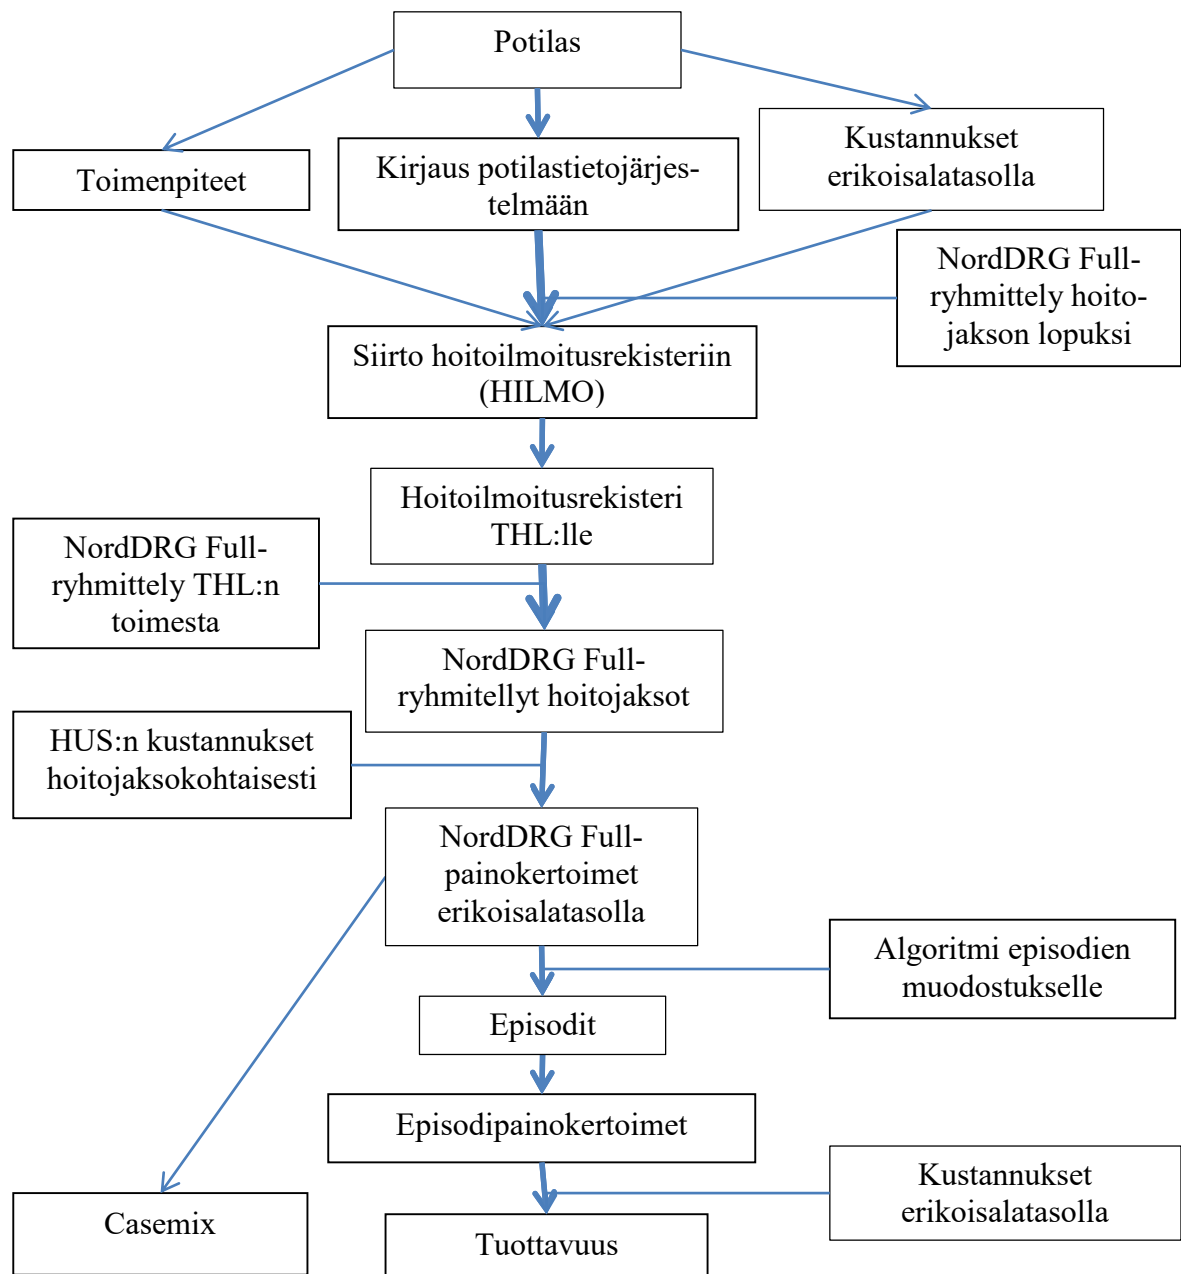 Potilas
Toimenpiteet
Kirjaus potilastietojärjes-
telmään
Kustannukset
erikoisalatasolla
NordDRG Full-
ryhmittely hoito-
jakson lopuksi
Siirto hoitoilmoitusrekisteriin
(HILMO)
Hoitoilmoitusrekisteri
THL:lle
NordDRG Full-
ryhmittely THL:n
toimesta
NordDRG Full-
ryhmitellyt hoitojaksot
HUS:n kustannukset
hoitojaksokohtaisesti
NordDRG Full-
painokertoimet
erikoisalatasolla
Algoritmi episodien
muodostukselle
Episodit
Episodipainokertoimet
Kustannukset
erikoisalatasolla
Casemix
Tuottavuus